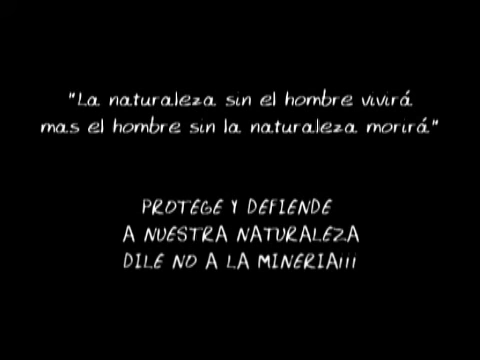 "La naturaleza sin el hombre vivirá
mas el hombre sin la naturaleza morirá"
PROTEGE Y DEFIENDE
A NUESTRA NATURALEZA
DILE NO A LA MINERIA¡¡¡